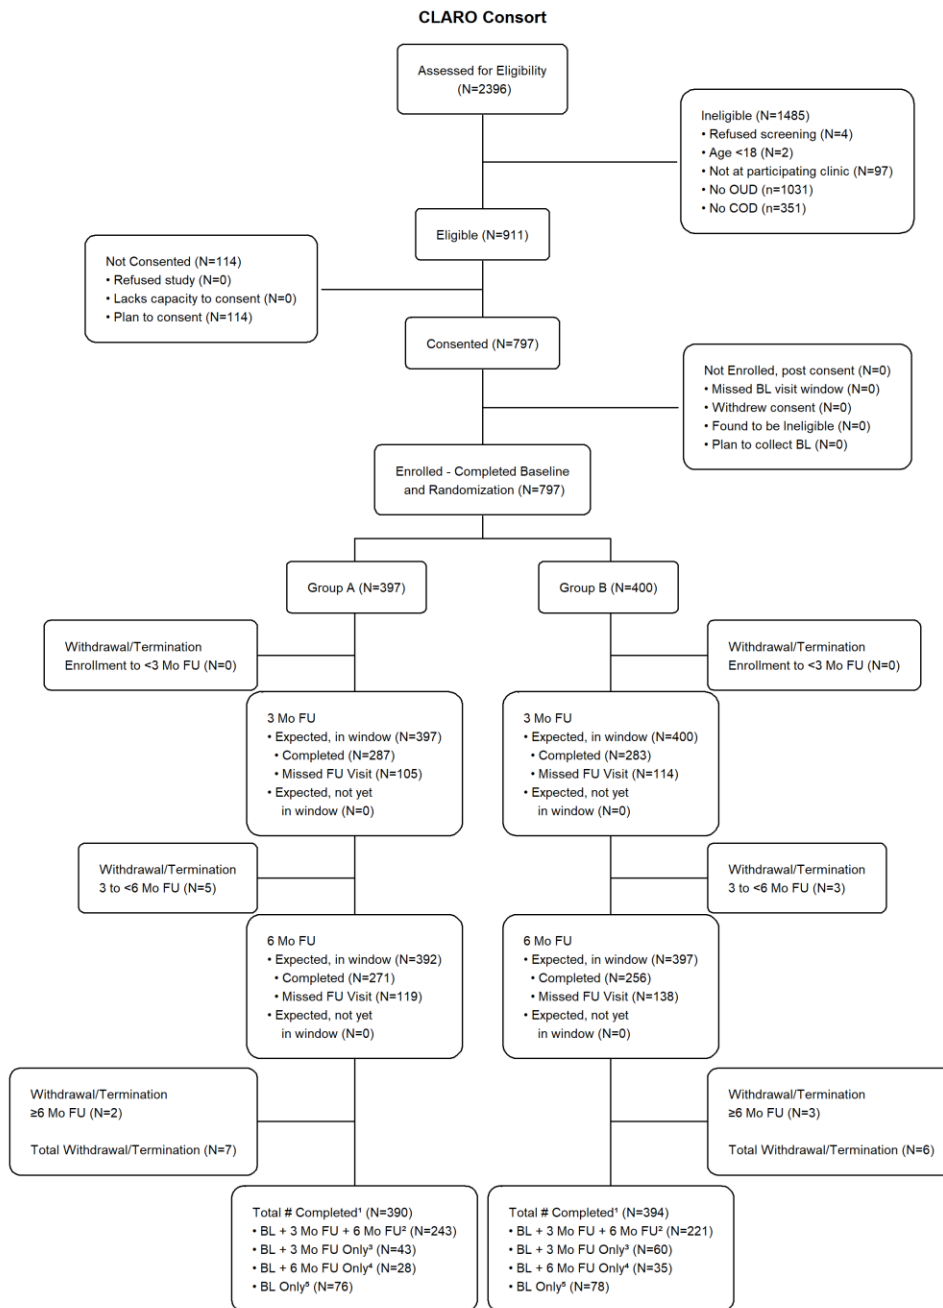 CLARO Consort
Assessed for Eligibility
(N=2396)
Ineligible (N=1485)
• Refused screening (N=4)
• Age <18 (N=2)
• Not at participating clinic (N=97)
• No OUD (n=1031)
• No COD (n=351)
Eligible (N=911)
Not Consented (N=114)
• Refused study (N=0)
• Lacks capacity to consent (N=0)
• Plan to consent (N=114)
Consented (N=797)
Not Enrolled, post consent (N=0)
• Missed BL visit window (N=0)
• Withdrew consent (N=0)
• Found to be Ineligible (N=0)
• Plan to collect BL (N=0)
Enrolled - Completed Baseline
and Randomization (N=797)
Group A (N=397)
Group B (N=400)
Withdrawal/Termination
Enrollment to <3 Mo FU (N=0)
Withdrawal/Termination
Enrollment to <3 Mo FU (N=0)
3 Mo FU
• Expected, in window (N=397)
• Completed (N=287)
• Missed FU Visit (N=105)
• Expected, not yet
in window (N=0)
3 Mo FU
• Expected, in window (N=400)
• Completed (N=283)
• Missed FU Visit (N=114)
• Expected, not yet
in window (N=0)
Withdrawal/Termination
3 to <6 Mo FU (N=5)
Withdrawal/Termination
3 to <6 Mo FU (N=3)
6 Mo FU
• Expected, in window (N=392)
• Completed (N=271)
• Missed FU Visit (N=119)
• Expected, not yet
in window (N=0)
6 Mo FU
• Expected, in window (N=397)
• Completed (N=256)
• Missed FU Visit (N=138)
• Expected, not yet
in window (N=0)
Withdrawal/Termination
≥6 Mo FU (N=2)
Total Withdrawal/Termination (N=7)
Withdrawal/Termination
≥6 Mo FU (N=3)
Total Withdrawal/Termination (N=6)
Total # Completed¹ (N=390)
• BL + 3 Mo FU + 6 Mo FU² (N=243)
• BL + 3 Mo FU Only³ (N=43)
• BL + 6 Mo FU Only⁴ (N=28)
• BL Only⁵ (N=76)
Total # Completed¹ (N=394)
• BL + 3 Mo FU + 6 Mo FU² (N=221)
• BL + 3 Mo FU Only³ (N=60)
• BL + 6 Mo FU Only⁴ (N=35)
• BL Only⁵ (N=78)